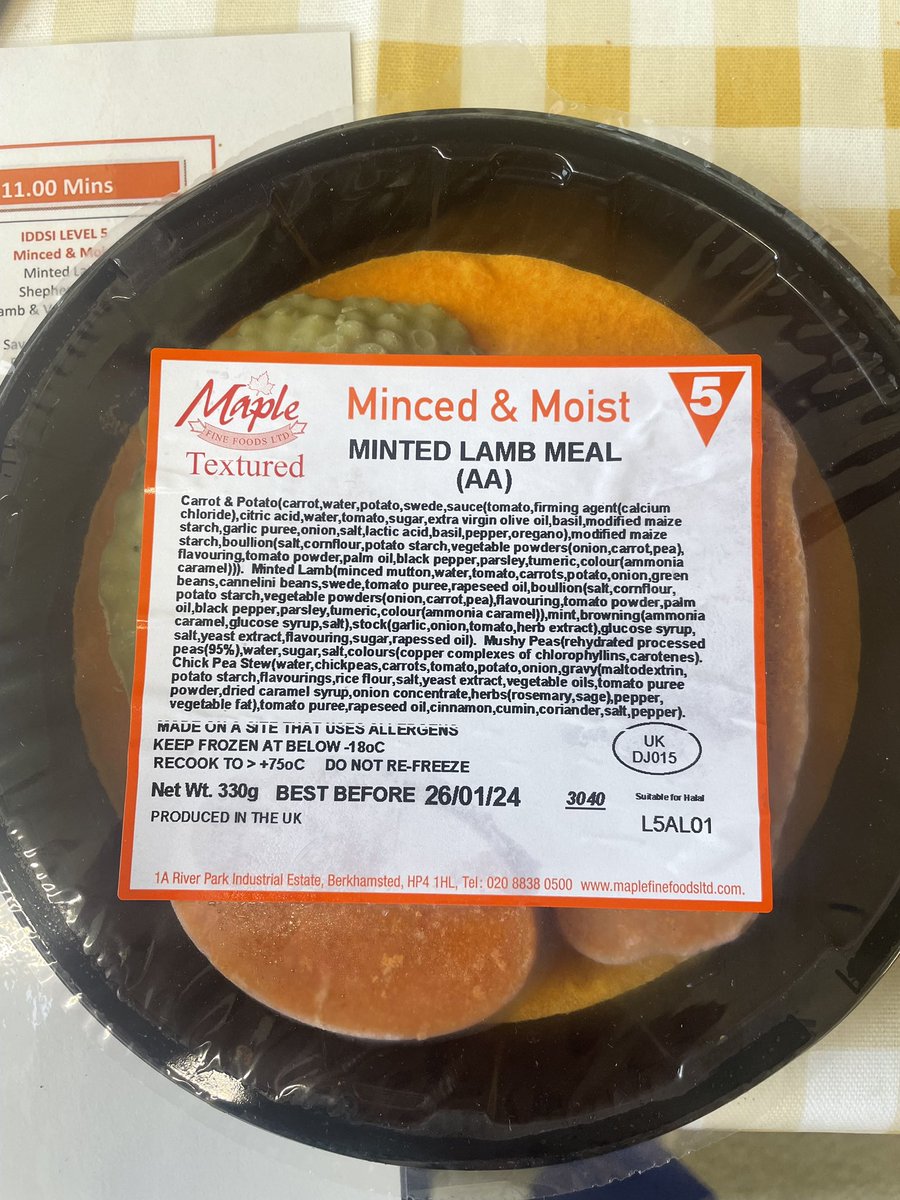 11.00 Mins
IDDSI LEVEL 5
Minced &
Minted
Maple
FINE FOODS LTD
Textured
Minced & Moist
5
MINTED LAMB MEAL
(AA)
Carrot & Potato(carrot,water,potato,swede,sauce(tomato,firming agent(calcium
chloride),citric acid,water,tomato,sugar,extra virgin olive oil,basil,modified maize
starch,garlic puree,onion,salt,lactic acid,basil,pepper,oregano),modified maize
starch,boullion(salt,cornflour,potato starch,vegetable powders(onion,carrot,pea),
flavouring,tomato powder,palm oil,black pepper,parsley,tumeric,colour(ammonia
caramel))). Minted Lamb(minced mutton,water,tomato,carrots,potato,onion,green
beans,cannelini beans,swede,tomato puree,rapeseed oil,boullion(salt,cornflour,
potato starch,vegetable powders(onion,carrot,pea),flavouring,tomato powder,palm
oil,black pepper,parsley,tumeric,colour(ammonia caramel)),mint,browning(ammonia
caramel,glucose syrup,salt),stock(garlic,onion,tomato,herb extract),glucose syrup,
salt,yeast extract,flavouring,sugar,rapessed oil). Mushy Peas(rehydrated processed
peas(95%),water,sugar,salt,colours(copper complexes of chlorophyllins,carotenes).
Chick Pea Stew(water,chickpeas,carrots,tomato,potato,onion,gravy(maltodextrin,
potato starch,flavourings,rice flour,salt,yeast extract,vegetable oils,tomato puree
powder,dried caramel syrup,onion concentrate,herbs(rosemary,sage),pepper,
vegetable fat),tomato puree,rapeseed oil,cinnamon,cumin,coriander,salt,pepper).
MADE ON A SITE THAT USES ALLERGENS
KEEP FROZEN AT BELOW -18oC
RECOOK TO > +75oC DO NOT RE-FREEZE
UK
DJ015
Net Wt. 330g BEST BEFORE 26/01/24 3040 Suitable for Halal
PRODUCED IN THE UK L5AL01
1A River Park Industrial Estate, Berkhamsted, HP4 1HL, Tel: 020 8838 0500 www.maplefinefoodsltd.com.